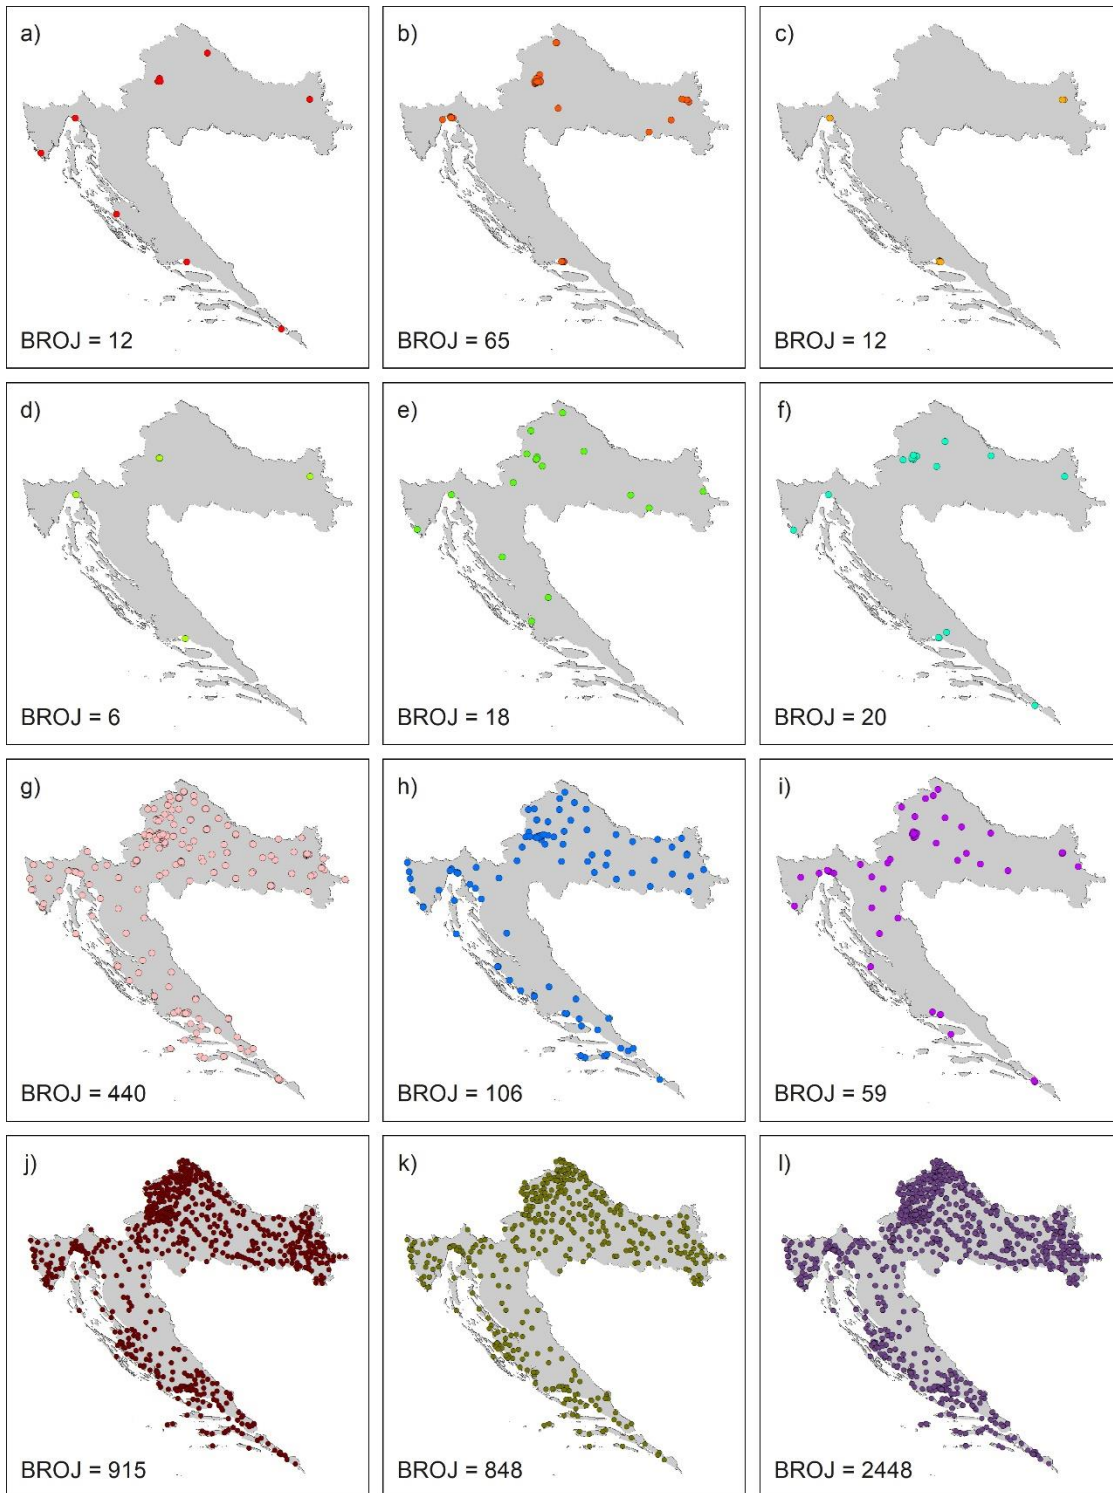 a)
b)
c)
BROJ = 12
BROJ = 65
BROJ = 12
d)
e)
f)
BROJ = 6
BROJ = 18
BROJ = 20
g)
h)
i)
BROJ = 440
BROJ = 106
BROJ = 59
j)
k)
l)
BROJ = 915
BROJ = 848
BROJ = 2448